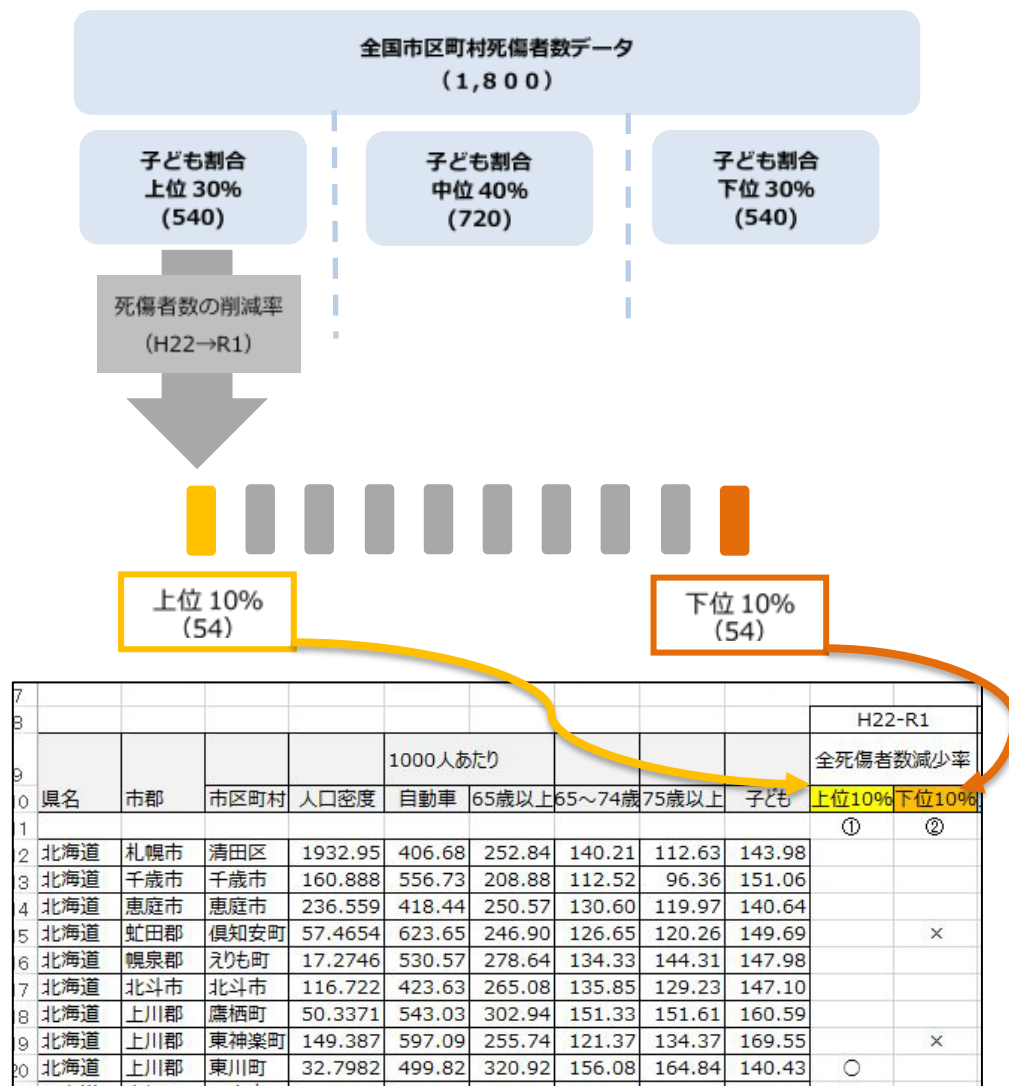 全国市区町村死傷者数データ
(1,800)
子ども割合
上位 30%
(540)
子ども割合
中位 40%
(720)
子ども割合
下位 30%
(540)
死傷者数の削減率
(H22→R1)
上位 10%
(54)
下位 10%
(54)
7
8 H22-R1
9 1000人あたり 全死傷者数減少率
10 県名 市郡 市区町村 人口密度 自動車 65歳以上 65～74歳 75歳以上 子ども 上位10% 下位10%
11 ① ②
12 北海道 札幌市 清田区 1932.95 406.68 252.84 140.21 112.63 143.98
13 北海道 千歳市 千歳市 160.888 556.73 208.88 112.52 96.36 151.06
14 北海道 恵庭市 恵庭市 236.559 418.44 250.57 130.60 119.97 140.64
15 北海道 虻田郡 倶知安町 57.4654 623.65 246.90 126.65 120.26 149.69 ×
16 北海道 幌泉郡 えりも町 17.2746 530.57 278.64 134.33 144.31 147.98
17 北海道 北斗市 北斗市 116.722 423.63 265.08 135.85 129.23 147.10
18 北海道 上川郡 鷹栖町 50.3371 543.03 302.94 151.33 151.61 160.59
19 北海道 上川郡 東神楽町 149.387 597.09 255.74 121.37 134.37 169.55 ×
20 北海道 上川郡 東川町 32.7982 499.82 320.92 156.08 164.84 140.43 ○